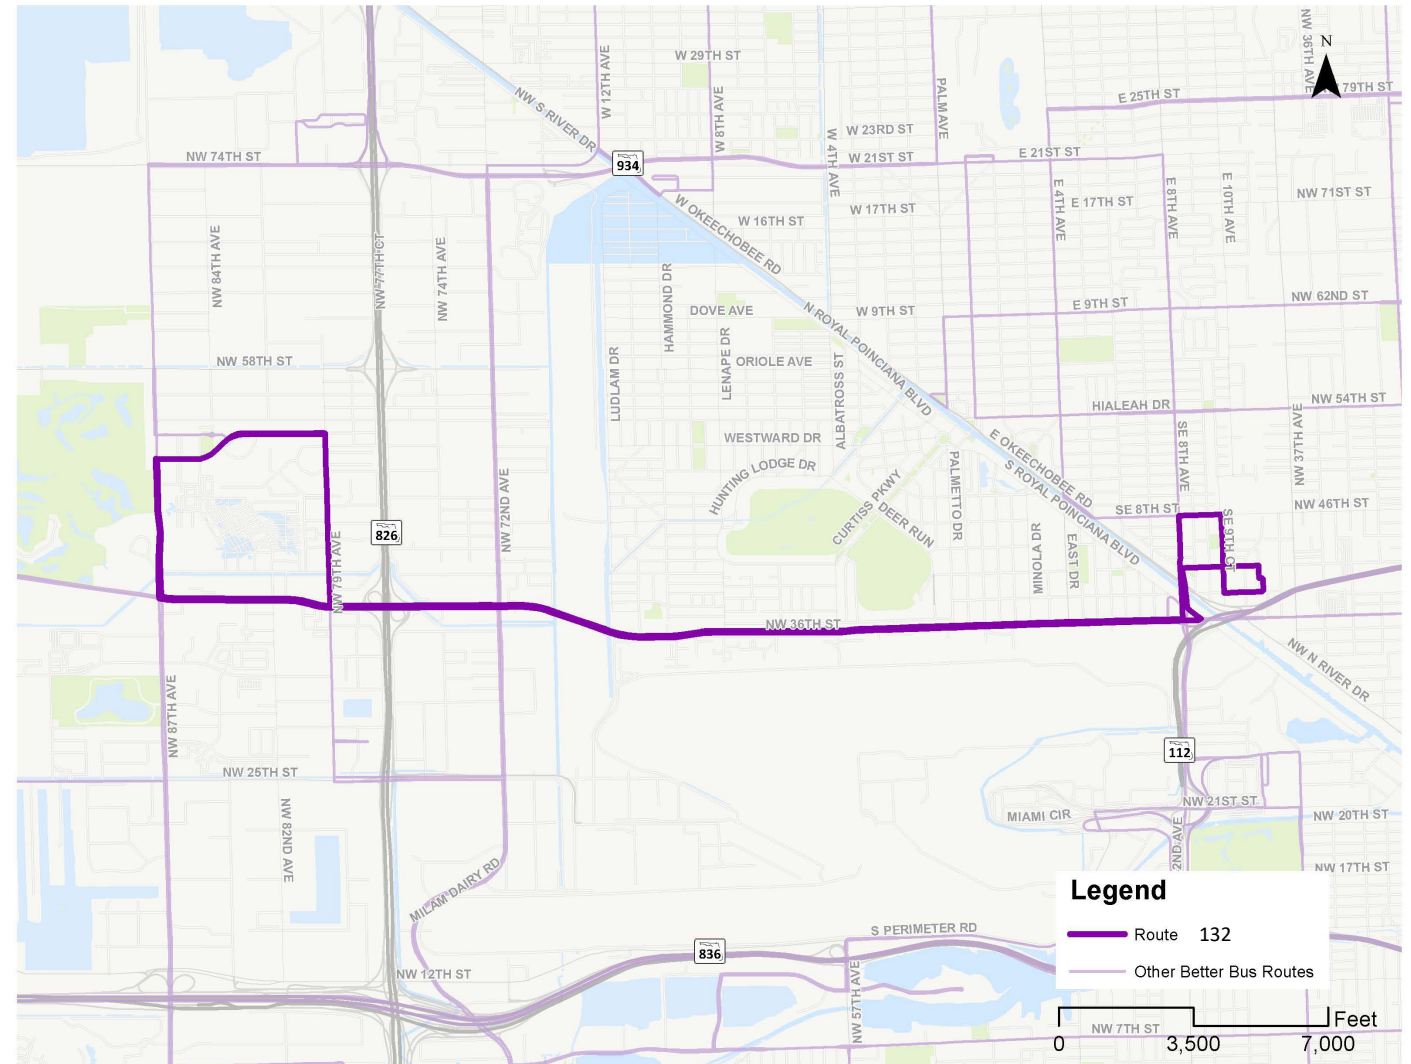 N
NW 36TH AVE
79TH ST
W 29TH ST
E 25TH ST
W 12TH AVE
W 8TH AVE
PALM AVE
NW S RIVER DR
W 23RD ST
W 4TH AVE
NW 74TH ST
934
W 21ST ST
E 21ST ST
E 4TH AVE
E 17TH ST
E 8TH AVE
E 10TH AVE
NW 71ST ST
W 17TH ST
W 16TH ST
W OKEECHOBEE RD
NW 84TH AVE
NW 77TH CT
NW 74TH AVE
HAMMOND DR
DOVE AVE
N ROYAL POINCIANA BLVD
W 9TH ST
E 9TH ST
NW 62ND ST
NW 58TH ST
LUDLAM DR
LENAPE DR
ORIOLE AVE
ALBATROSS ST
HIALEAH DR
NW 54TH ST
WESTWARD DR
HUNTING LODGE DR
E OKEECHOBEE RD
S ROYAL POINCIANA BLVD
SE 8TH AVE
NW 37TH AVE
NW 72ND AVE
CURTISS PKWY
DEER RUN
PALMETTO DR
SE 8TH ST
NW 46TH ST
SE 9TH CT
826
NW 79TH AVE
MINOLA DR
EAST DR
NW 36TH ST
NW N RIVER DR
NW 87TH AVE
112
NW 25TH ST
NW 82ND AVE
MIAMI CIR
NW 21ST ST
NW 20TH ST
2ND AVE
NW 17TH ST
MILAM DAIRY RD
Legend
Route 132
Other Better Bus Routes
S PERIMETER RD
836
NW 12TH ST
NW 57TH AVE
NW 7TH ST
Feet
0 3,500 7,000